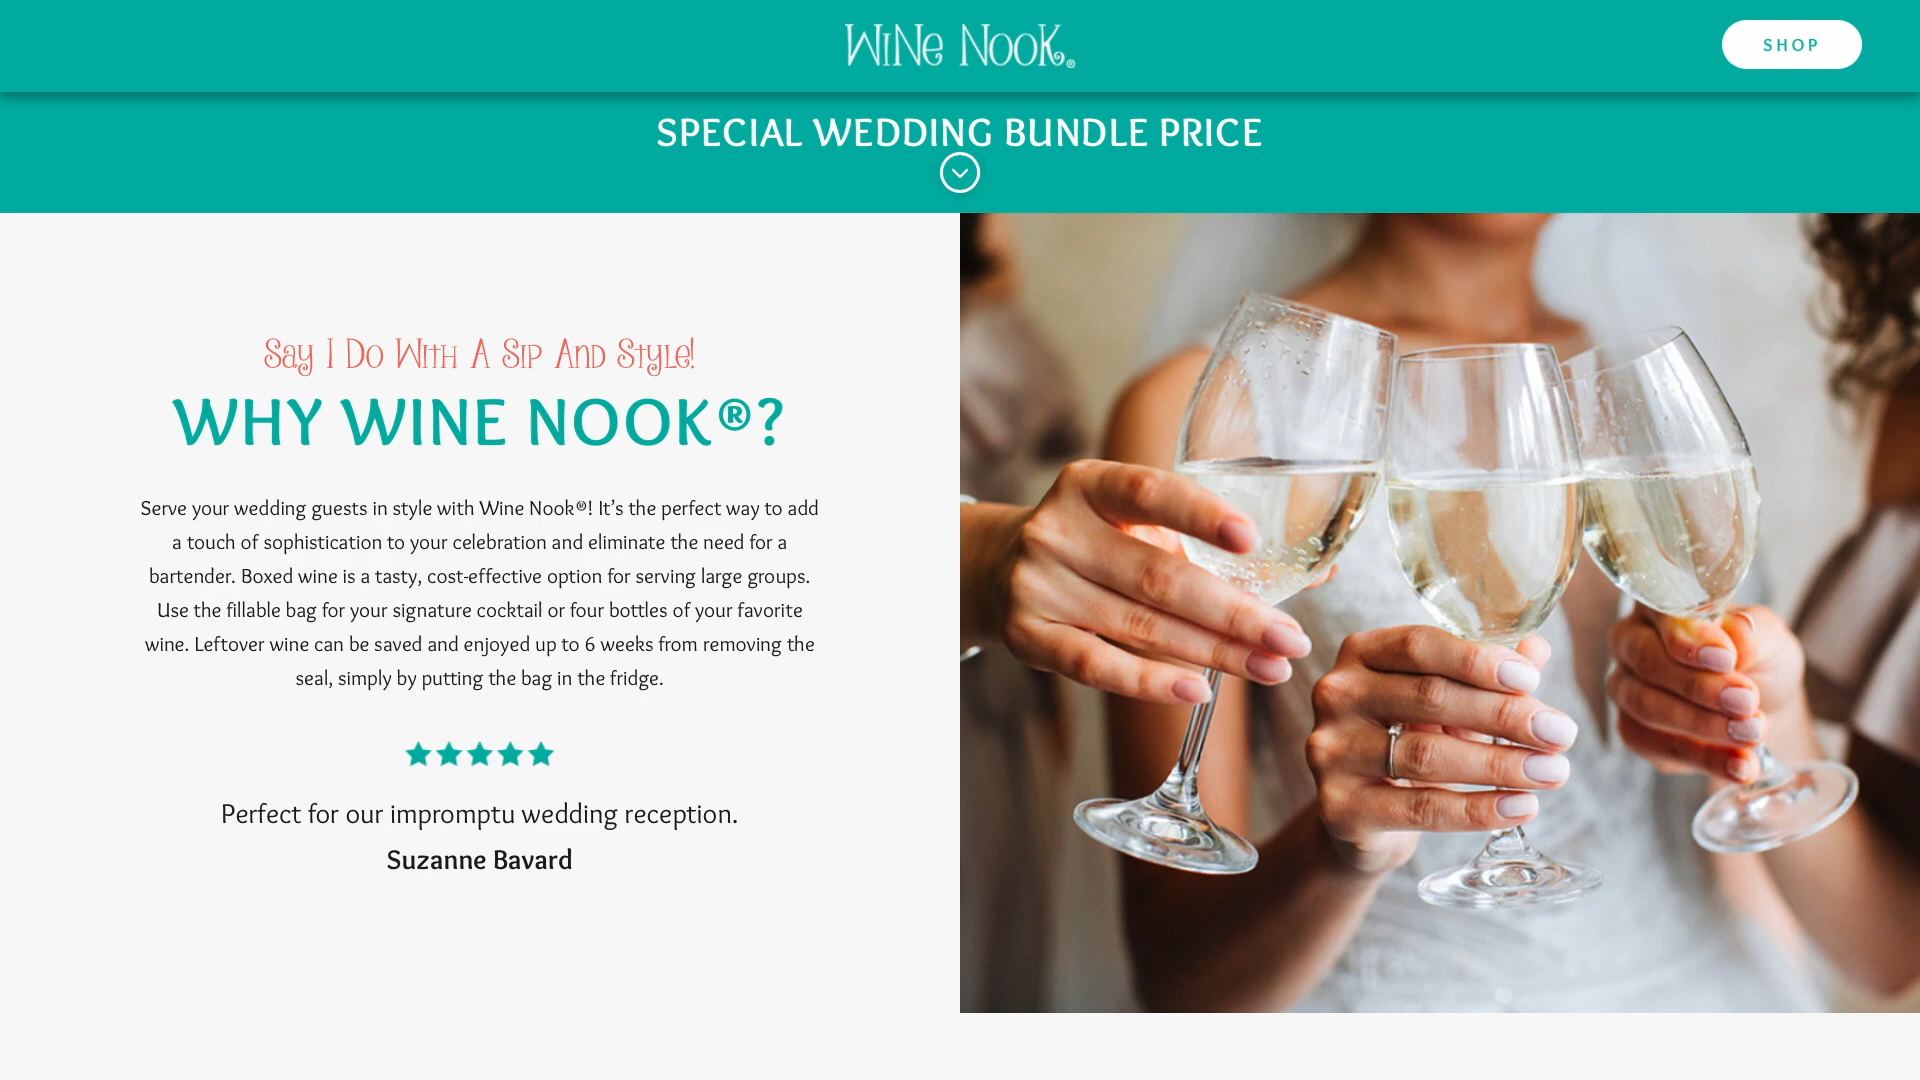 WiNe NooK®
SHOP
SPECIAL WEDDING BUNDLE PRICE
Say I Do With A Sip And Style!
WHY WINE NOOK®?
Serve your wedding guests in style with Wine Nook®! It’s the perfect way to add
a touch of sophistication to your celebration and eliminate the need for a
bartender. Boxed wine is a tasty, cost-effective option for serving large groups.
Use the fillable bag for your signature cocktail or four bottles of your favorite
wine. Leftover wine can be saved and enjoyed up to 6 weeks from removing the
seal, simply by putting the bag in the fridge.
Perfect for our impromptu wedding reception.
Suzanne Bavard